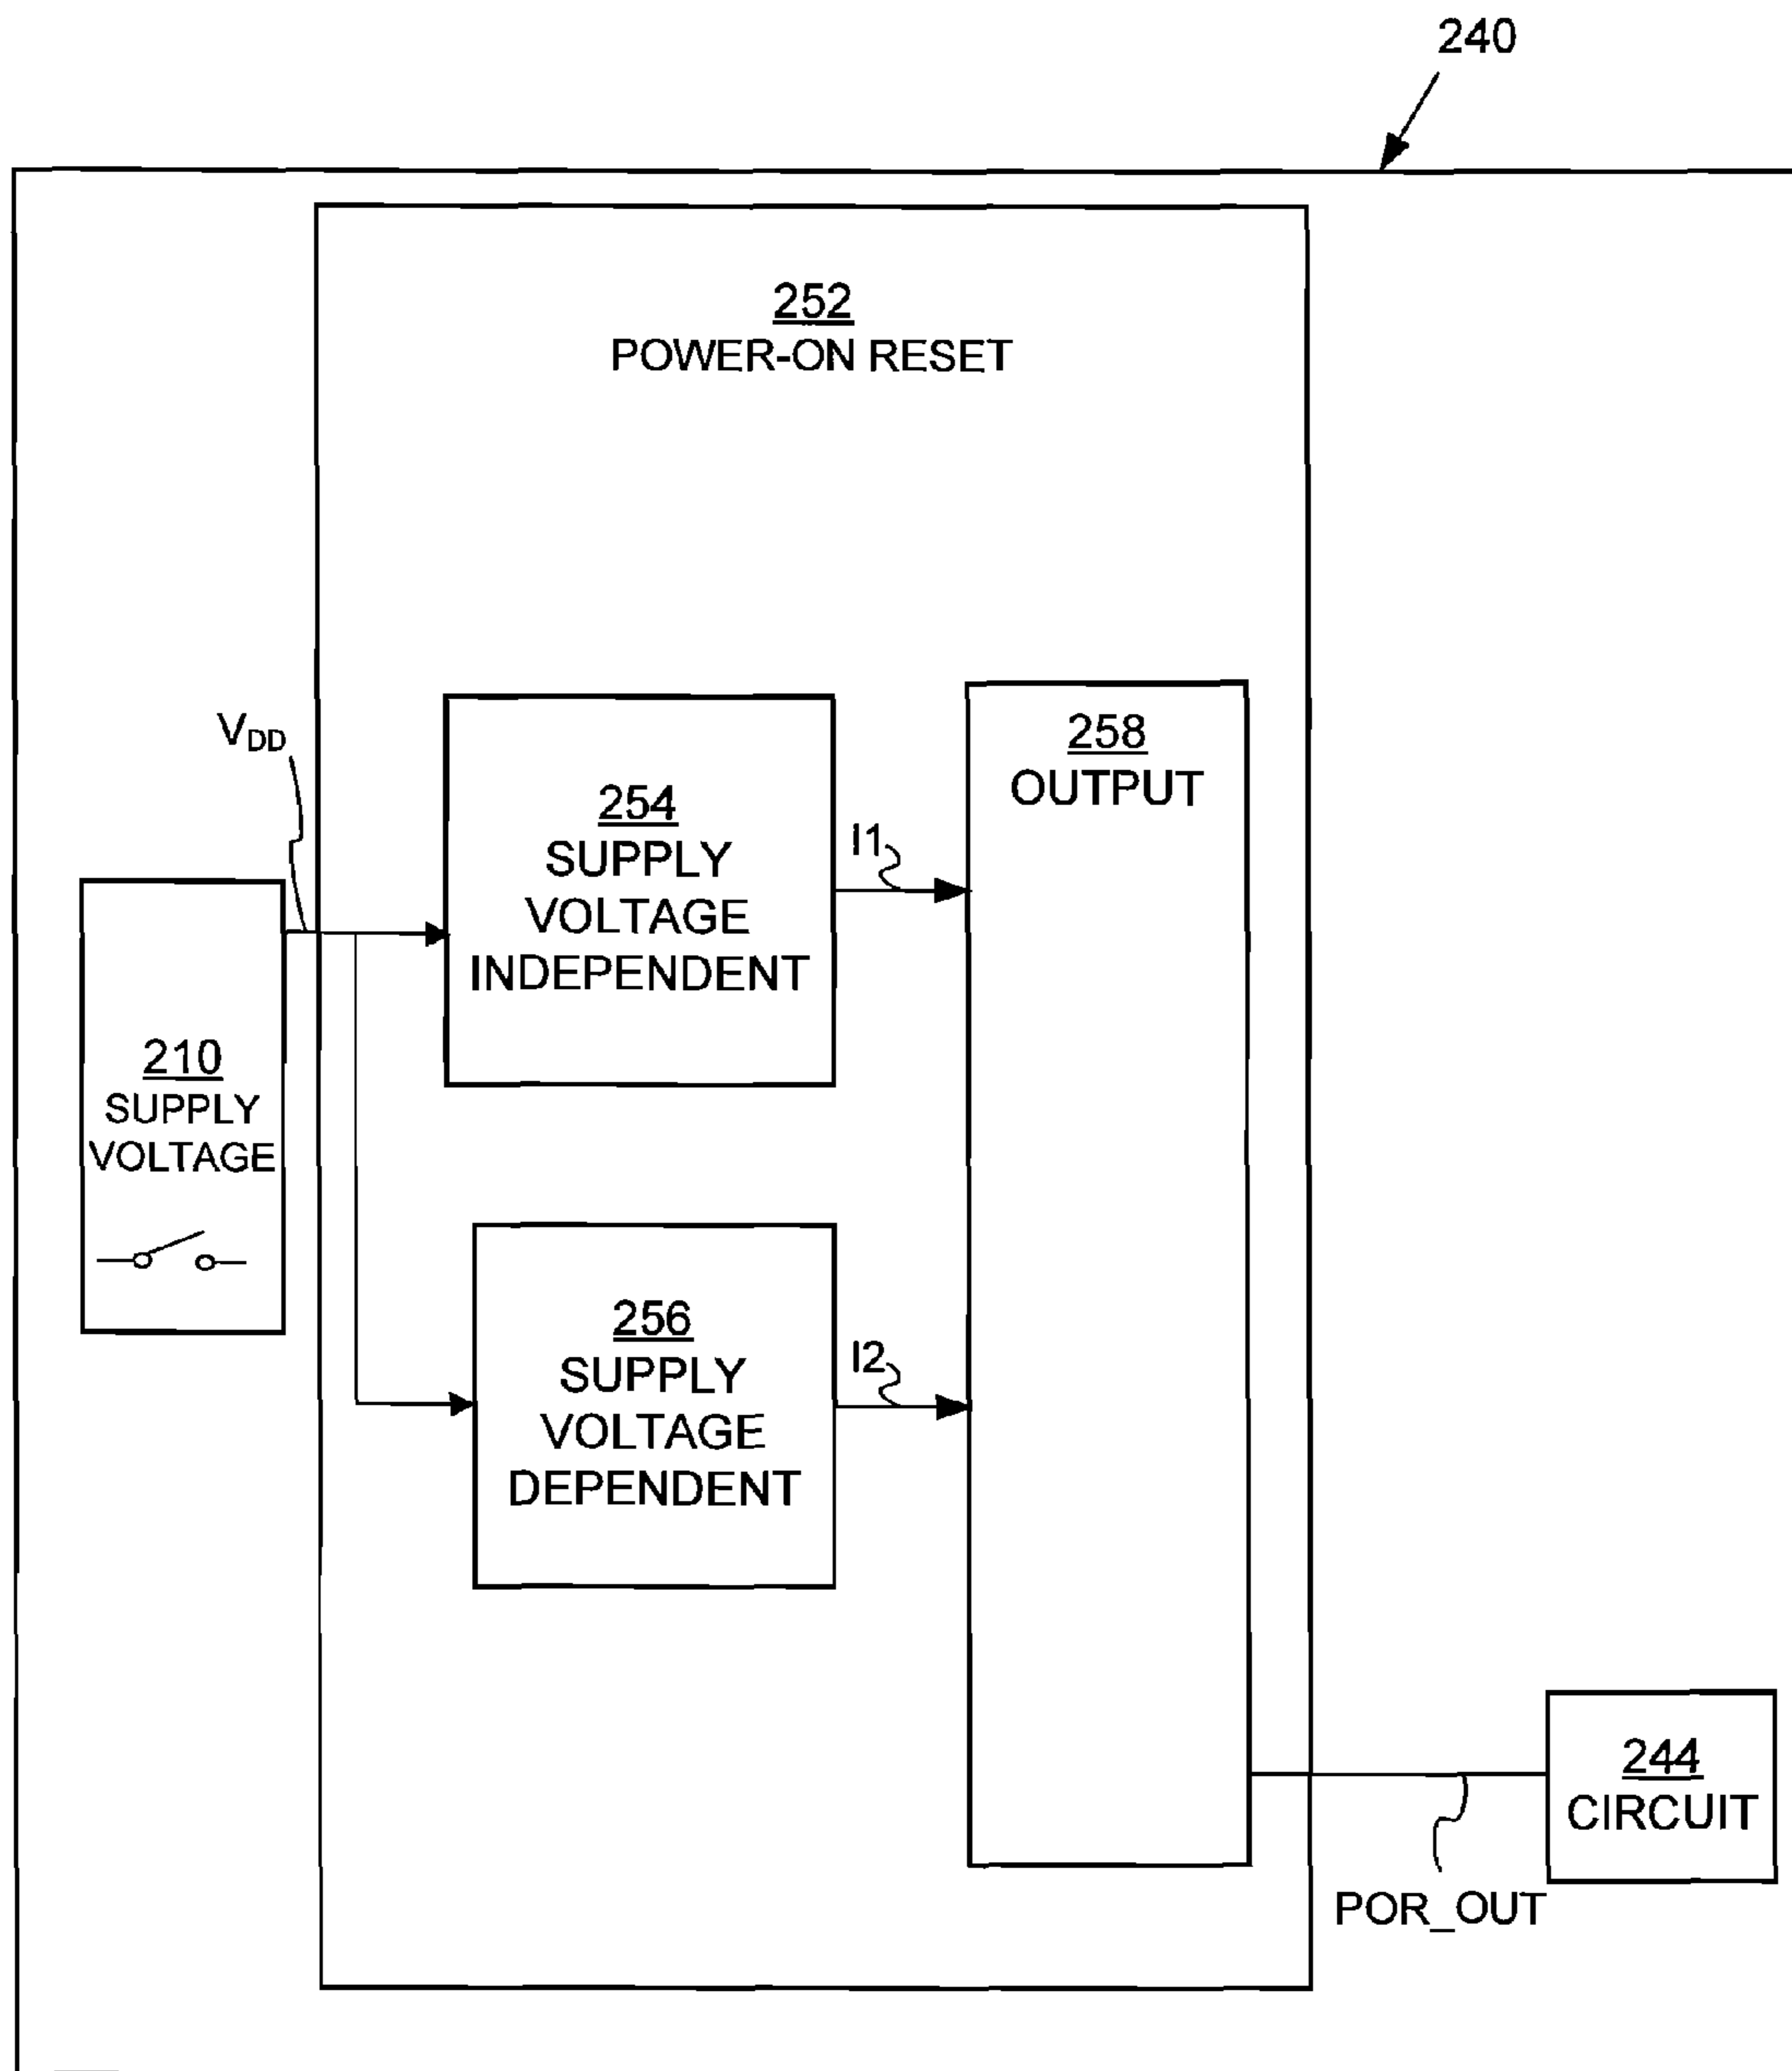 240
252
POWER-ON RESET
VDD
254
SUPPLY
VOLTAGE
INDEPENDENT
I1
258
OUTPUT
210
SUPPLY
VOLTAGE
256
SUPPLY
VOLTAGE
DEPENDENT
I2
244
CIRCUIT
POR_OUT